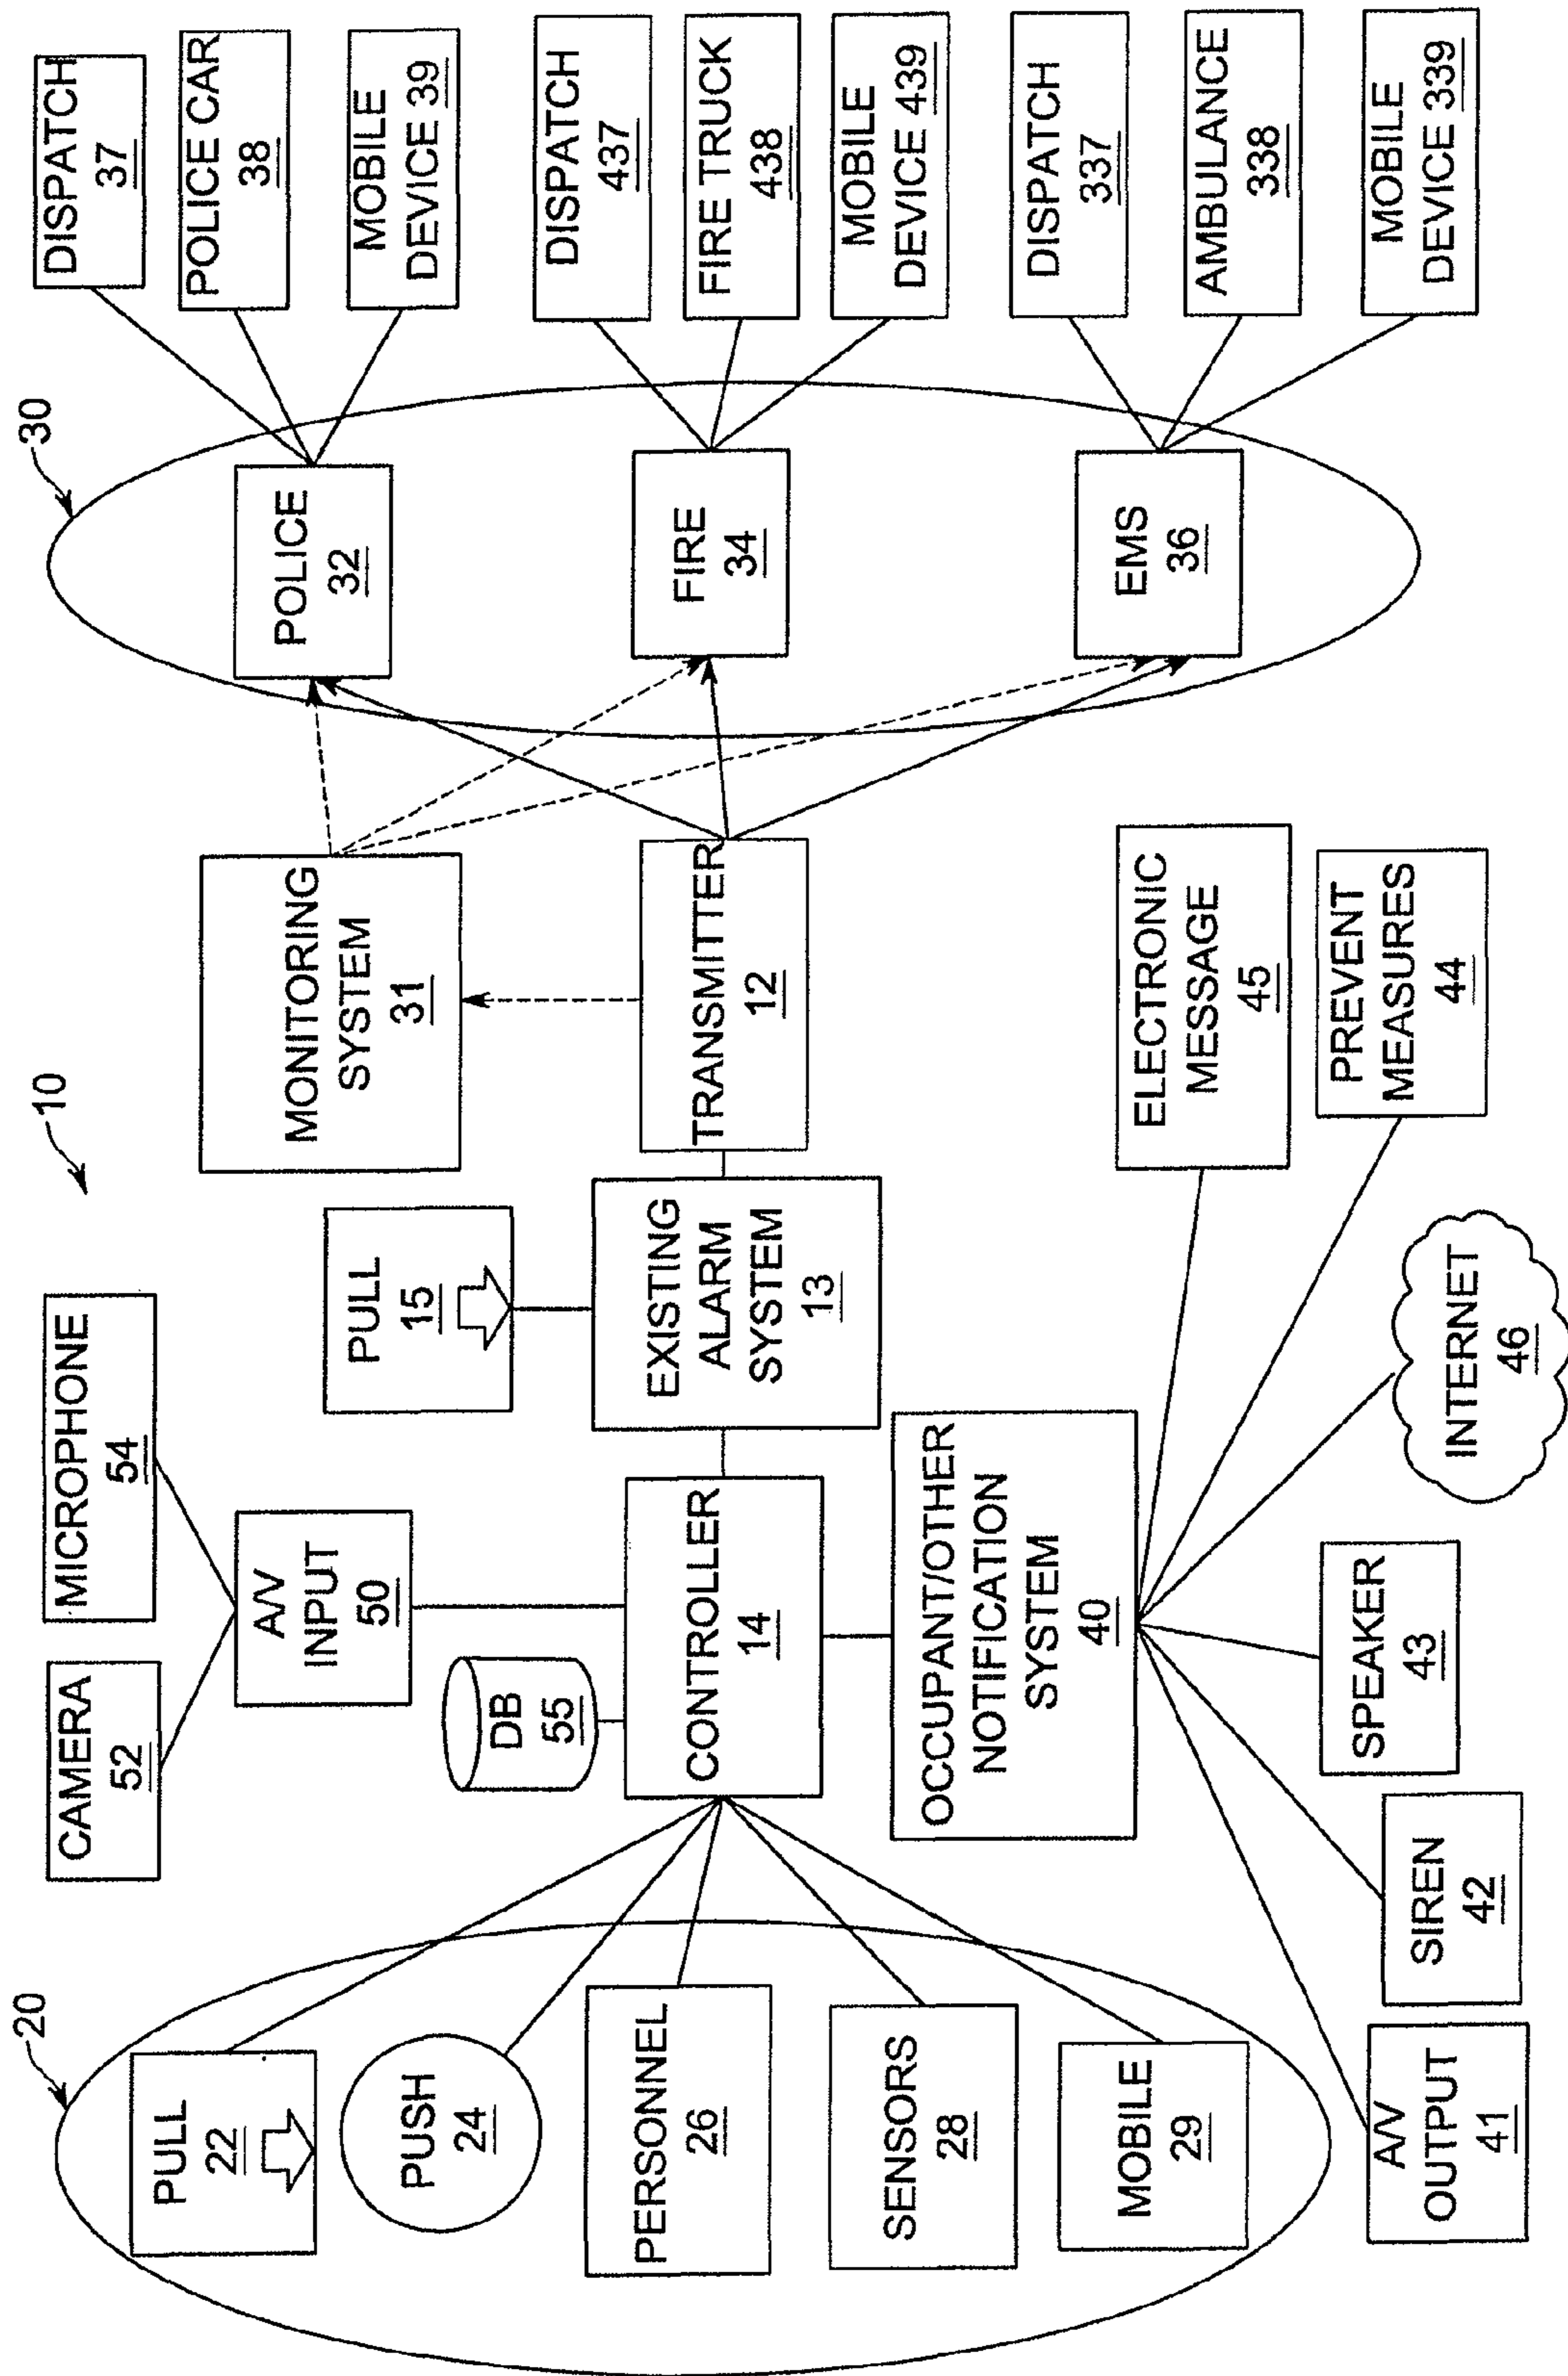 10
20
PULL
22
PUSH
24
PERSONNEL
26
SENSORS
28
MOBILE
29
CAMERA
52
MICROPHONE
54
A/V
INPUT
50
DB
55
CONTROLLER
14
PULL
15
EXISTING
ALARM
SYSTEM
13
TRANSMITTER
12
MONITORING
SYSTEM
31
OCCUPANT/OTHER
NOTIFICATION
SYSTEM
40
A/V
OUTPUT
41
SIREN
42
SPEAKER
43
INTERNET
46
PREVENT
MEASURES
44
ELECTRONIC
MESSAGE
45
30
POLICE
32
FIRE
34
EMS
36
DISPATCH
37
POLICE CAR
38
MOBILE
DEVICE 39
DISPATCH
437
FIRE TRUCK
438
MOBILE
DEVICE 439
DISPATCH
337
AMBULANCE
338
MOBILE
DEVICE 339